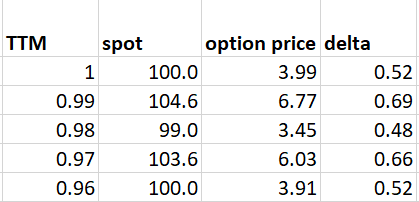 TTM spot option price delta
1 100.0 3.99 0.52
0.99 104.6 6.77 0.69
0.98 99.0 3.45 0.48
0.97 103.6 6.03 0.66
0.96 100.0 3.91 0.52